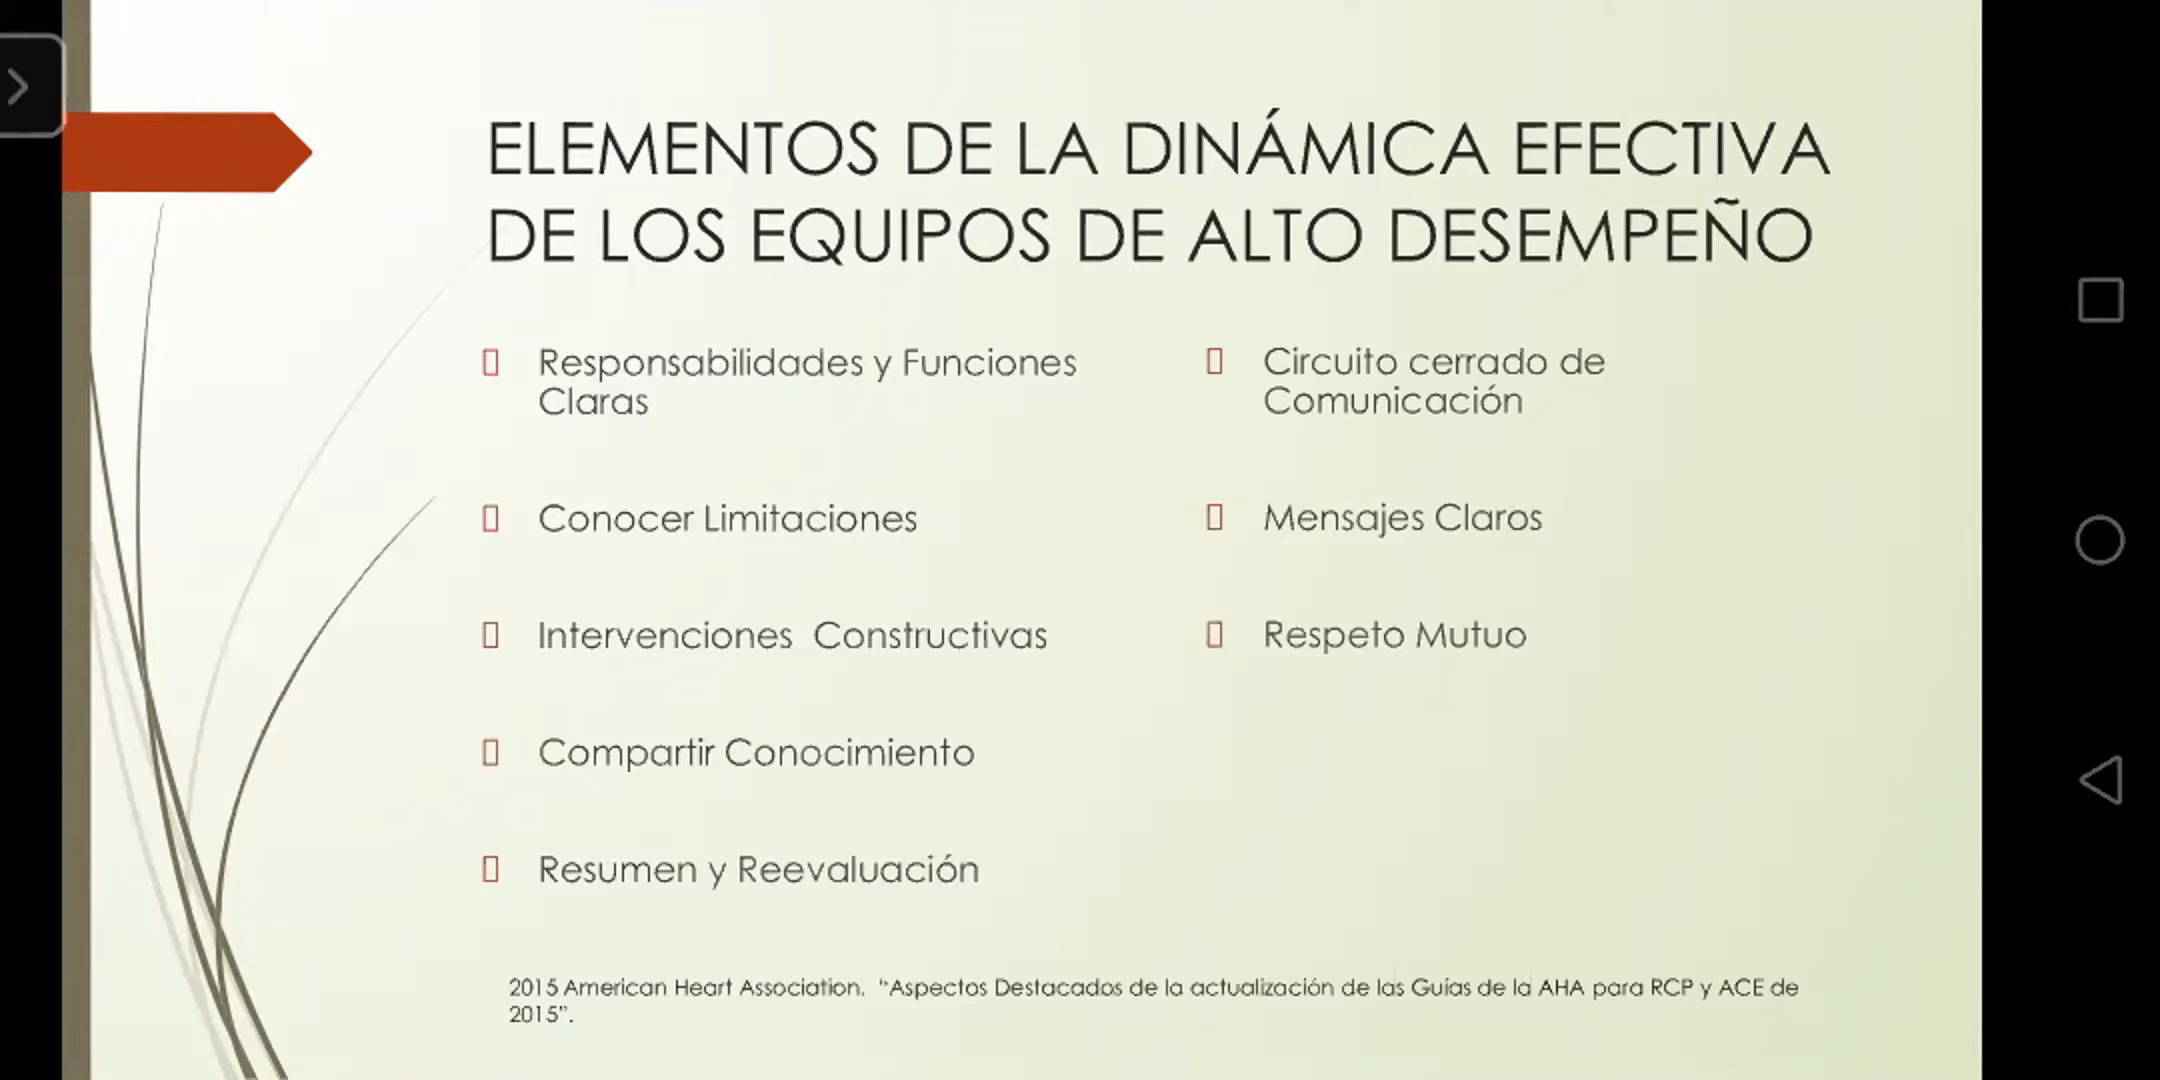 ELEMENTOS DE LA DINÁMICA EFECTIVA
DE LOS EQUIPOS DE ALTO DESEMPEÑO
Responsabilidades y Funciones
Claras
Conocer Limitaciones
Intervenciones Constructivas
Compartir Conocimiento
Resumen y Reevaluación
Circuito cerrado de
Comunicación
Mensajes Claros
Respeto Mutuo
2015 American Heart Association. "Aspectos Destacados de la actualización de las Guías de la AHA para RCP y ACE de
2015".